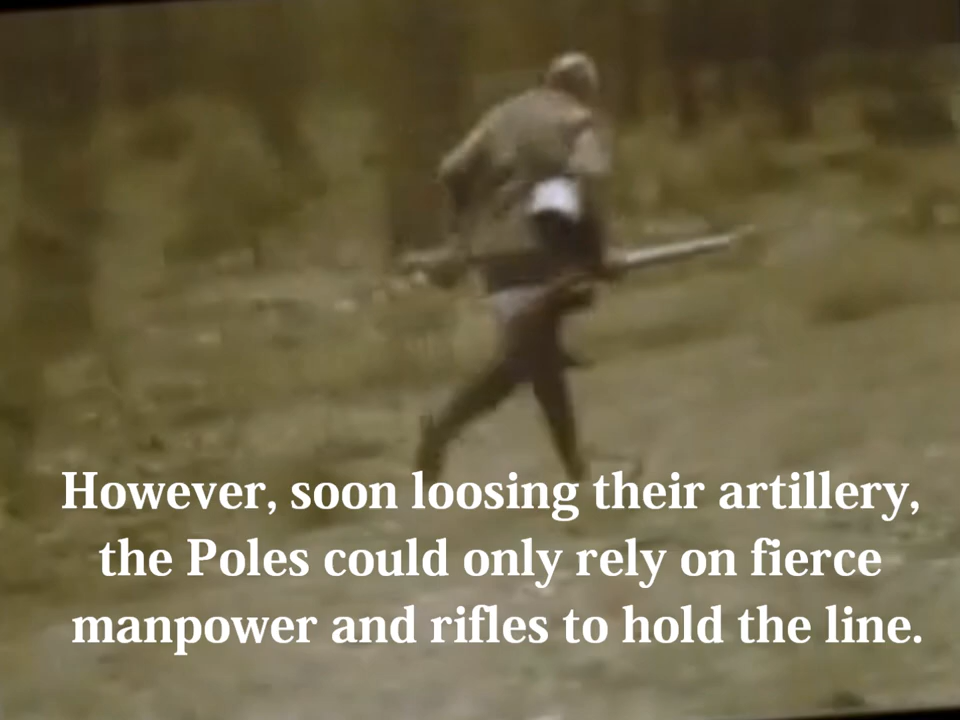 However, soon loosing their artillery,
the Poles could only rely on fierce
manpower and rifles to hold the line.